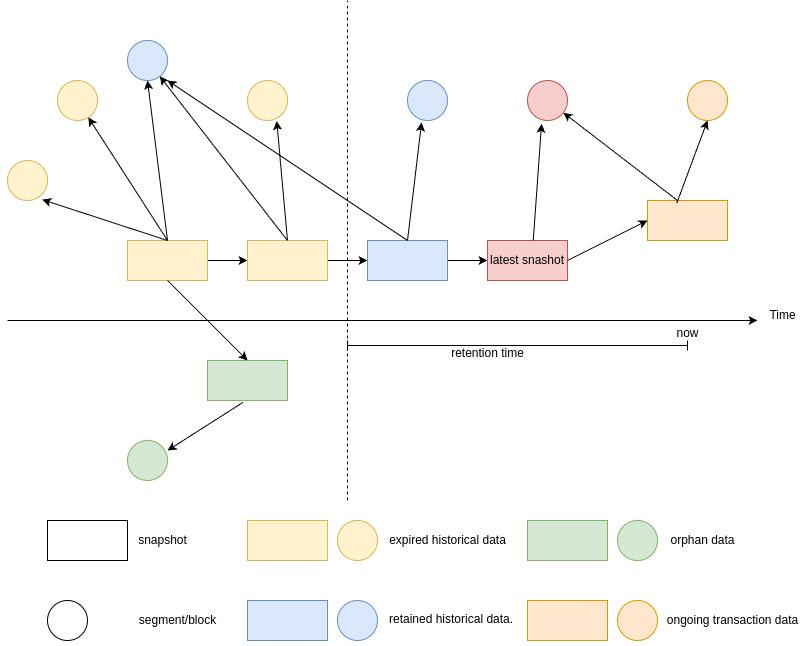 latest snashot
Time
now
retention time
snapshot
expired historical data
orphan data
segment/block
retained historical data.
ongoing transaction data